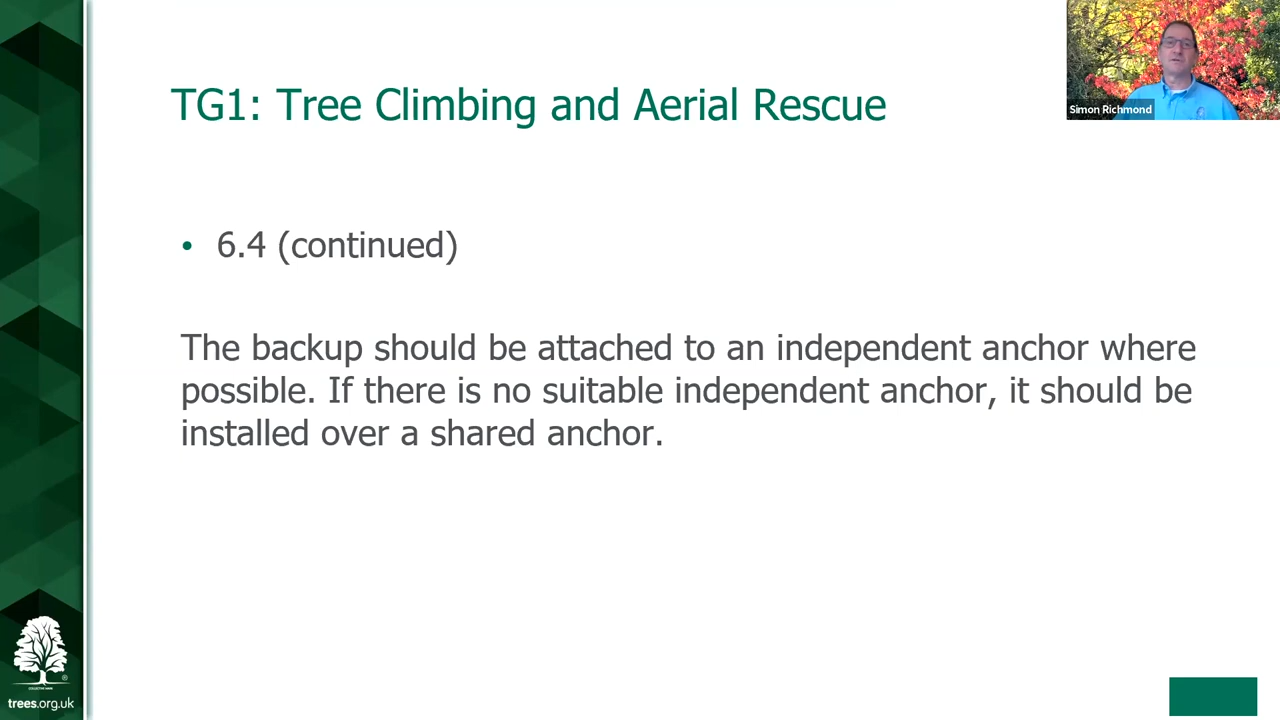 TG1: Tree Climbing and Aerial Rescue
Simon Richmond
• 6.4 (continued)
The backup should be attached to an independent anchor where
possible. If there is no suitable independent anchor, it should be
installed over a shared anchor.
®
COLLECTIVE MARK
trees.org.uk